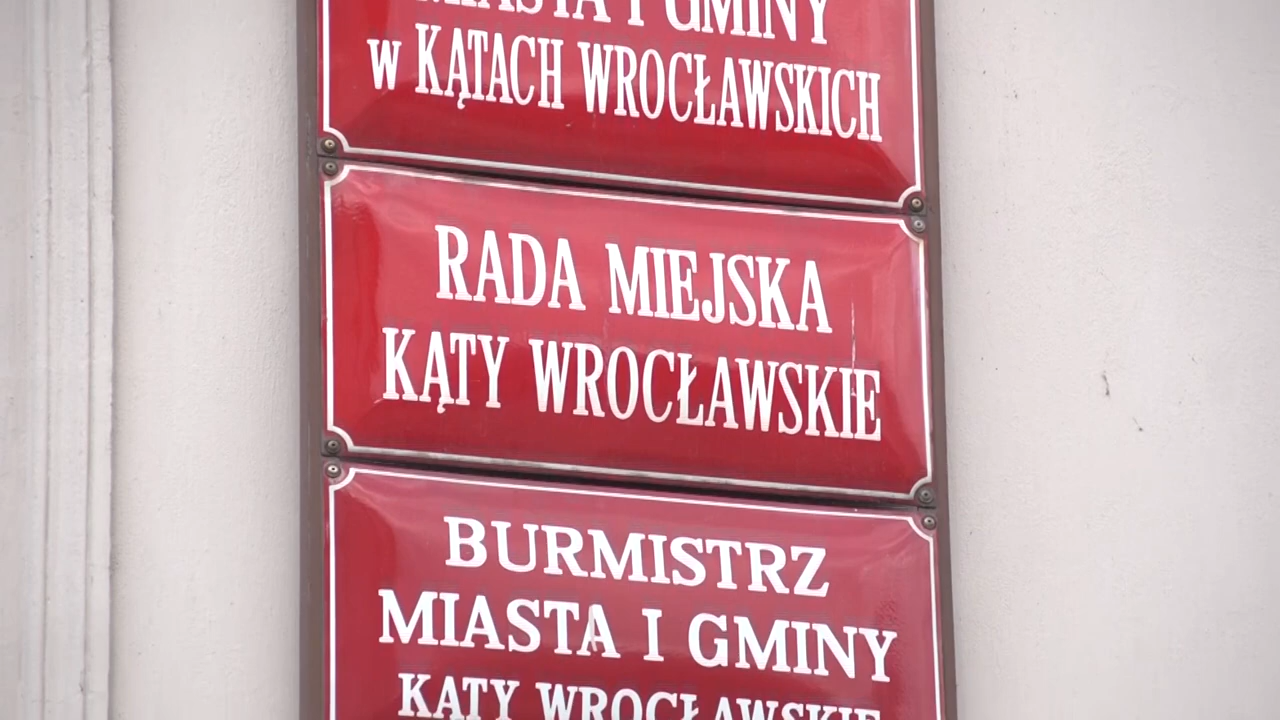 MIASTA I GMINY
w KĄTACH WROCŁAWSKICH
RADA MIEJSKA
KĄTY WROCŁAWSKIE
BURMISTRZ
MIASTA I GMINY
KĄTY WROCŁAWSKIE